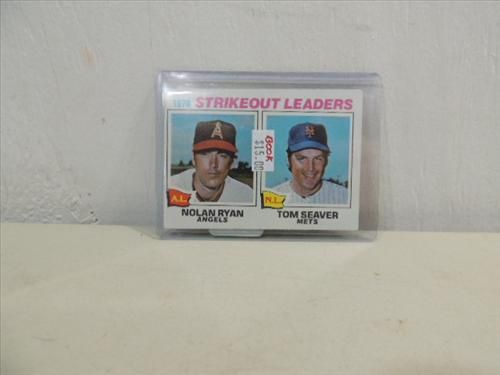 1976 STRIKEOUT LEADERS
A
BOOK
$15.00
A.L.
NOLAN RYAN
ANGELS
N.L.
TOM SEAVER
METS